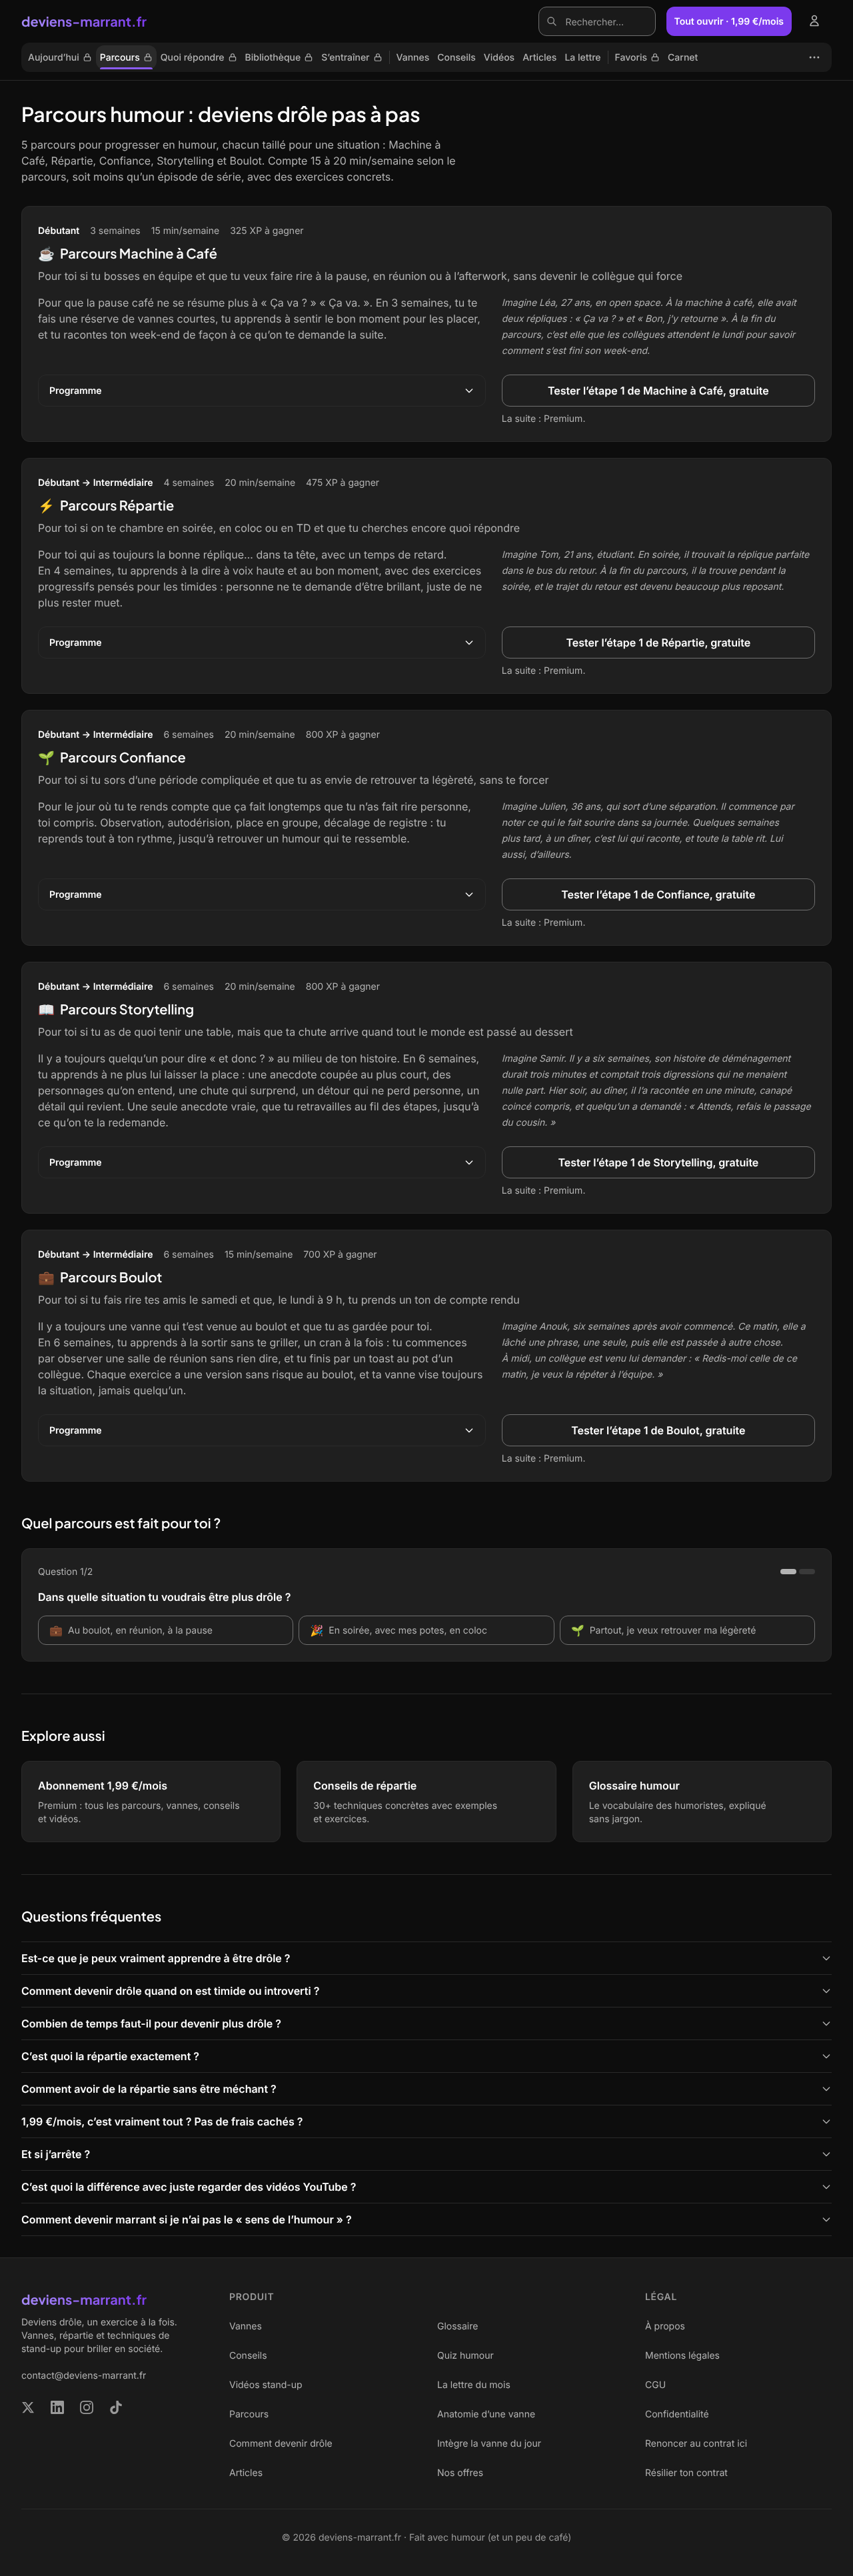 deviens-marrant.fr
Rechercher...
Tout ouvrir · 1,99 €/mois
Aujourd'hui
Parcours
Quoi répondre
Bibliothèque
S'entraîner
Vannes
Conseils
Vidéos
Articles
La lettre
Favoris
Carnet
Parcours humour : deviens drôle pas à pas
5 parcours pour progresser en humour, chacun taillé pour une situation : Machine à
Café, Répartie, Confiance, Storytelling et Boulot. Compte 15 à 20 min/semaine selon le
parcours, soit moins qu'un épisode de série, avec des exercices concrets.
Débutant 3 semaines 15 min/semaine 325 XP à gagner
☕ Parcours Machine à Café
Pour toi si tu bosses en équipe et que tu veux faire rire à la pause, en réunion ou à l'afterwork, sans devenir le collègue qui force
Pour que la pause café ne se résume plus à « Ça va ? » « Ça va. ». En 3 semaines, tu te
fais une réserve de vannes courtes, tu apprends à sentir le bon moment pour les placer,
et tu racontes ton week-end de façon à ce qu'on te demande la suite.
Imagine Léa, 27 ans, en open space. À la machine à café, elle avait
deux répliques : « Ça va ? » et « Bon, j'y retourne ». À la fin du
parcours, c'est elle que les collègues attendent le lundi pour savoir
comment s'est fini son week-end.
Programme
Tester l'étape 1 de Machine à Café, gratuite
La suite : Premium.
Débutant → Intermédiaire 4 semaines 20 min/semaine 475 XP à gagner
⚡ Parcours Répartie
Pour toi si on te chambre en soirée, en coloc ou en TD et que tu cherches encore quoi répondre
Pour toi qui as toujours la bonne réplique... dans ta tête, avec un temps de retard.
En 4 semaines, tu apprends à la dire à voix haute et au bon moment, avec des exercices
progressifs pensés pour les timides : personne ne te demande d'être brillant, juste de ne
plus rester muet.
Imagine Tom, 21 ans, étudiant. En soirée, il trouvait la réplique parfaite
dans le bus du retour. À la fin du parcours, il la trouve pendant la
soirée, et le trajet du retour est devenu beaucoup plus reposant.
Programme
Tester l'étape 1 de Répartie, gratuite
La suite : Premium.
Débutant → Intermédiaire 6 semaines 20 min/semaine 800 XP à gagner
🌱 Parcours Confiance
Pour toi si tu sors d'une période compliquée et que tu as envie de retrouver ta légèreté, sans te forcer
Pour le jour où tu te rends compte que ça fait longtemps que tu n'as fait rire personne,
toi compris. Observation, autodérision, place en groupe, décalage de registre : tu
reprends tout à ton rythme, jusqu'à retrouver un humour qui te ressemble.
Imagine Julien, 36 ans, qui sort d'une séparation. Il commence par
noter ce qui le fait sourire dans sa journée. Quelques semaines
plus tard, à un dîner, c'est lui qui raconte, et toute la table rit. Lui
aussi, d'ailleurs.
Programme
Tester l'étape 1 de Confiance, gratuite
La suite : Premium.
Débutant → Intermédiaire 6 semaines 20 min/semaine 800 XP à gagner
📖 Parcours Storytelling
Pour toi si tu as de quoi tenir une table, mais que ta chute arrive quand tout le monde est passé au dessert
Il y a toujours quelqu'un pour dire « et donc ? » au milieu de ton histoire. En 6 semaines,
tu apprends à ne plus lui laisser la place : une anecdote coupée au plus court, des
personnages qu'on entend, une chute qui surprend, un détour qui ne perd personne, un
détail qui revient. Une seule anecdote vraie, que tu retravailles au fil des étapes, jusqu'à
ce qu'on te la redemande.
Imagine Samir. Il y a six semaines, son histoire de déménagement
durait trois minutes et comptait trois digressions qui ne menaient
nulle part. Hier soir, au dîner, il l'a racontée en une minute, canapé
coincé compris, et quelqu'un a demandé : « Attends, refais le passage
du cousin. »
Programme
Tester l'étape 1 de Storytelling, gratuite
La suite : Premium.
Débutant → Intermédiaire 6 semaines 15 min/semaine 700 XP à gagner
💼 Parcours Boulot
Pour toi si tu fais rire tes amis le samedi et que, le lundi à 9 h, tu prends un ton de compte rendu
Il y a toujours une vanne qui t'est venue au boulot et que tu as gardée pour toi.
En 6 semaines, tu apprends à la sortir sans te griller, un cran à la fois : tu commences
par observer une salle de réunion sans rien dire, et tu finis par un toast au pot d'un
collègue. Chaque exercice a une version sans risque au boulot, et ta vanne vise toujours
la situation, jamais quelqu'un.
Imagine Anouk, six semaines après avoir commencé. Ce matin, elle a
lâché une phrase, une seule, puis elle est passée à autre chose.
À midi, un collègue est venu lui demander : « Redis-moi celle de ce
matin, je veux la répéter à l'équipe. »
Programme
Tester l'étape 1 de Boulot, gratuite
La suite : Premium.
Quel parcours est fait pour toi ?
Question 1/2
Dans quelle situation tu voudrais être plus drôle ?
💼 Au boulot, en réunion, à la pause
🎉 En soirée, avec mes potes, en coloc
🌱 Partout, je veux retrouver ma légèreté
Explore aussi
Abonnement 1,99 €/mois
Premium : tous les parcours, vannes, conseils
et vidéos.
Conseils de répartie
30+ techniques concrètes avec exemples
et exercices.
Glossaire humour
Le vocabulaire des humoristes, expliqué
sans jargon.
Questions fréquentes
Est-ce que je peux vraiment apprendre à être drôle ?
Comment devenir drôle quand on est timide ou introverti ?
Combien de temps faut-il pour devenir plus drôle ?
C'est quoi la répartie exactement ?
Comment avoir de la répartie sans être méchant ?
1,99 €/mois, c'est vraiment tout ? Pas de frais cachés ?
Et si j'arrête ?
C'est quoi la différence avec juste regarder des vidéos YouTube ?
Comment devenir marrant si je n'ai pas le « sens de l'humour » ?
deviens-marrant.fr
Deviens drôle, un exercice à la fois.
Vannes, répartie et techniques de
stand-up pour briller en société.
contact@deviens-marrant.fr
PRODUIT
Vannes
Conseils
Vidéos stand-up
Parcours
Comment devenir drôle
Articles
Glossaire
Quiz humour
La lettre du mois
Anatomie d'une vanne
Intègre la vanne du jour
Nos offres
LÉGAL
À propos
Mentions légales
CGU
Confidentialité
Renoncer au contrat ici
Résilier ton contrat
© 2026 deviens-marrant.fr · Fait avec humour (et un peu de café)